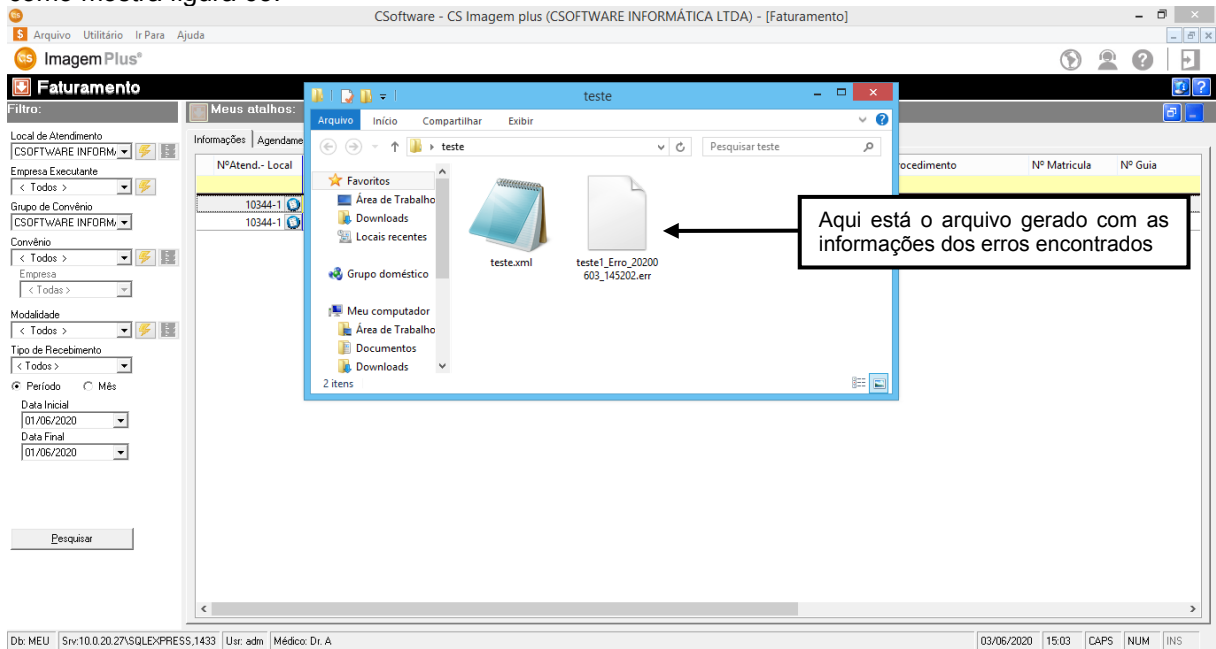 CSoftware - CS Imagem plus (CSOFTWARE INFORMÁTICA LTDA) - [Faturamento]
Arquivo Utilitário Ir Para Ajuda
Imagem Plus
Faturamento
Filtro:
Meus atalhos:
Local de Atendimento
CSOFTWARE INFORM
Empresa Executante
< Todos >
Grupo de Convênio
CSOFTWARE INFORM
Convênio
< Todos >
Empresa
< Todas >
Modalidade
< Todos >
Tipo de Recebimento
< Todos >
Período Mês
Data Inicial
01/06/2020
Data Final
01/06/2020
Pesquisar
Informações Agendame
NºAtend.- Local
10344-1
10344-1
ocedimento Nº Matricula Nº Guia
teste
Arquivo Início Compartilhar Exibir
teste
Pesquisar teste
Favoritos
Área de Trabalho
Downloads
Locais recentes
Grupo doméstico
Meu computador
Área de Trabalho
Documentos
Downloads
teste.xml
teste1_Erro_20200
603_145202.err
2 itens
Aqui está o arquivo gerado com as
informações dos erros encontrados
Db: MEU Srv:10.0.20.27\SQLEXPRESS,1433 Usr: adm Médico: Dr. A
03/06/2020 15:03 CAPS NUM INS